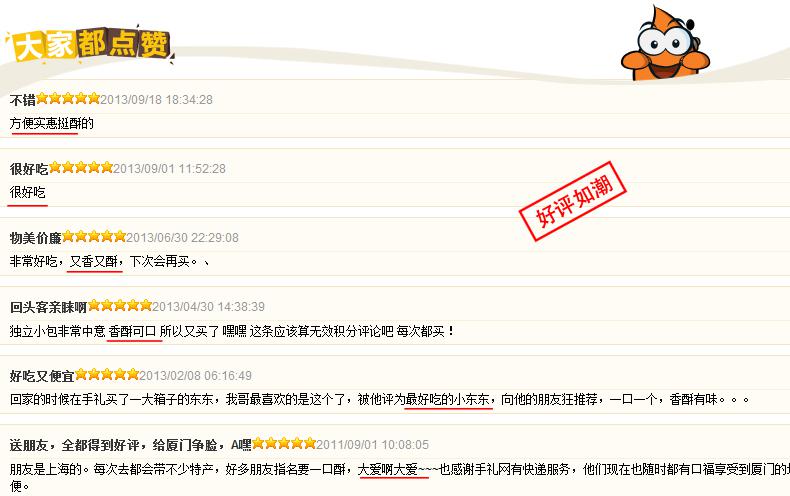 大家都点赞
不错2013/09/18 18:34:28
方便实惠挺酥的
很好吃2013/09/01 11:52:28
很好吃
好评如潮
物美价廉2013/06/30 22:29:08
非常好吃，又香又酥，下次会再买。、
回头客亲睐啊2013/04/30 14:38:39
独立小包非常中意 香酥可口 所以又买了 嘿嘿 这条应该算无效积分评论吧 每次都买！
好吃又便宜2013/02/08 06:16:49
回家的时候在手礼买了一大箱子的东东，我哥最喜欢的是这个了，被他评为最好吃的小东东，向他的朋友狂推荐，一口一个，香酥有味。。。
送朋友，全都得到好评，给厦门争脸，A嘿2011/09/01 10:08:05
朋友是上海的。每次去都会带不少特产，好多朋友指名要一口酥，大爱啊大爱~~~也感谢手礼网有快递服务，他们现在也随时都有口福享受到厦门的
便。